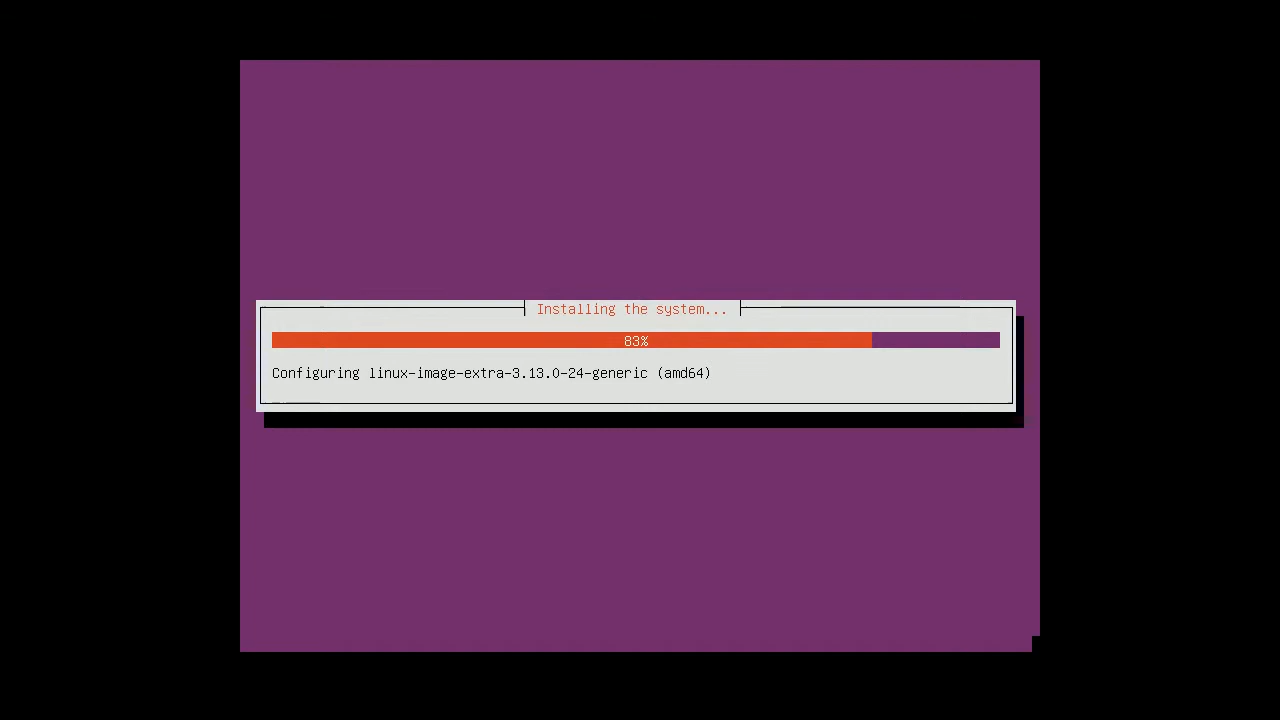 Installing the system...
83%
Configuring linux-image-extra-3.13.0-24-generic (amd64)